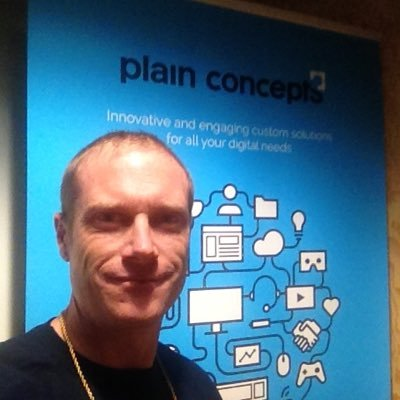 plain concepts
Innovative and engaging custom solutions
for all your digital needs